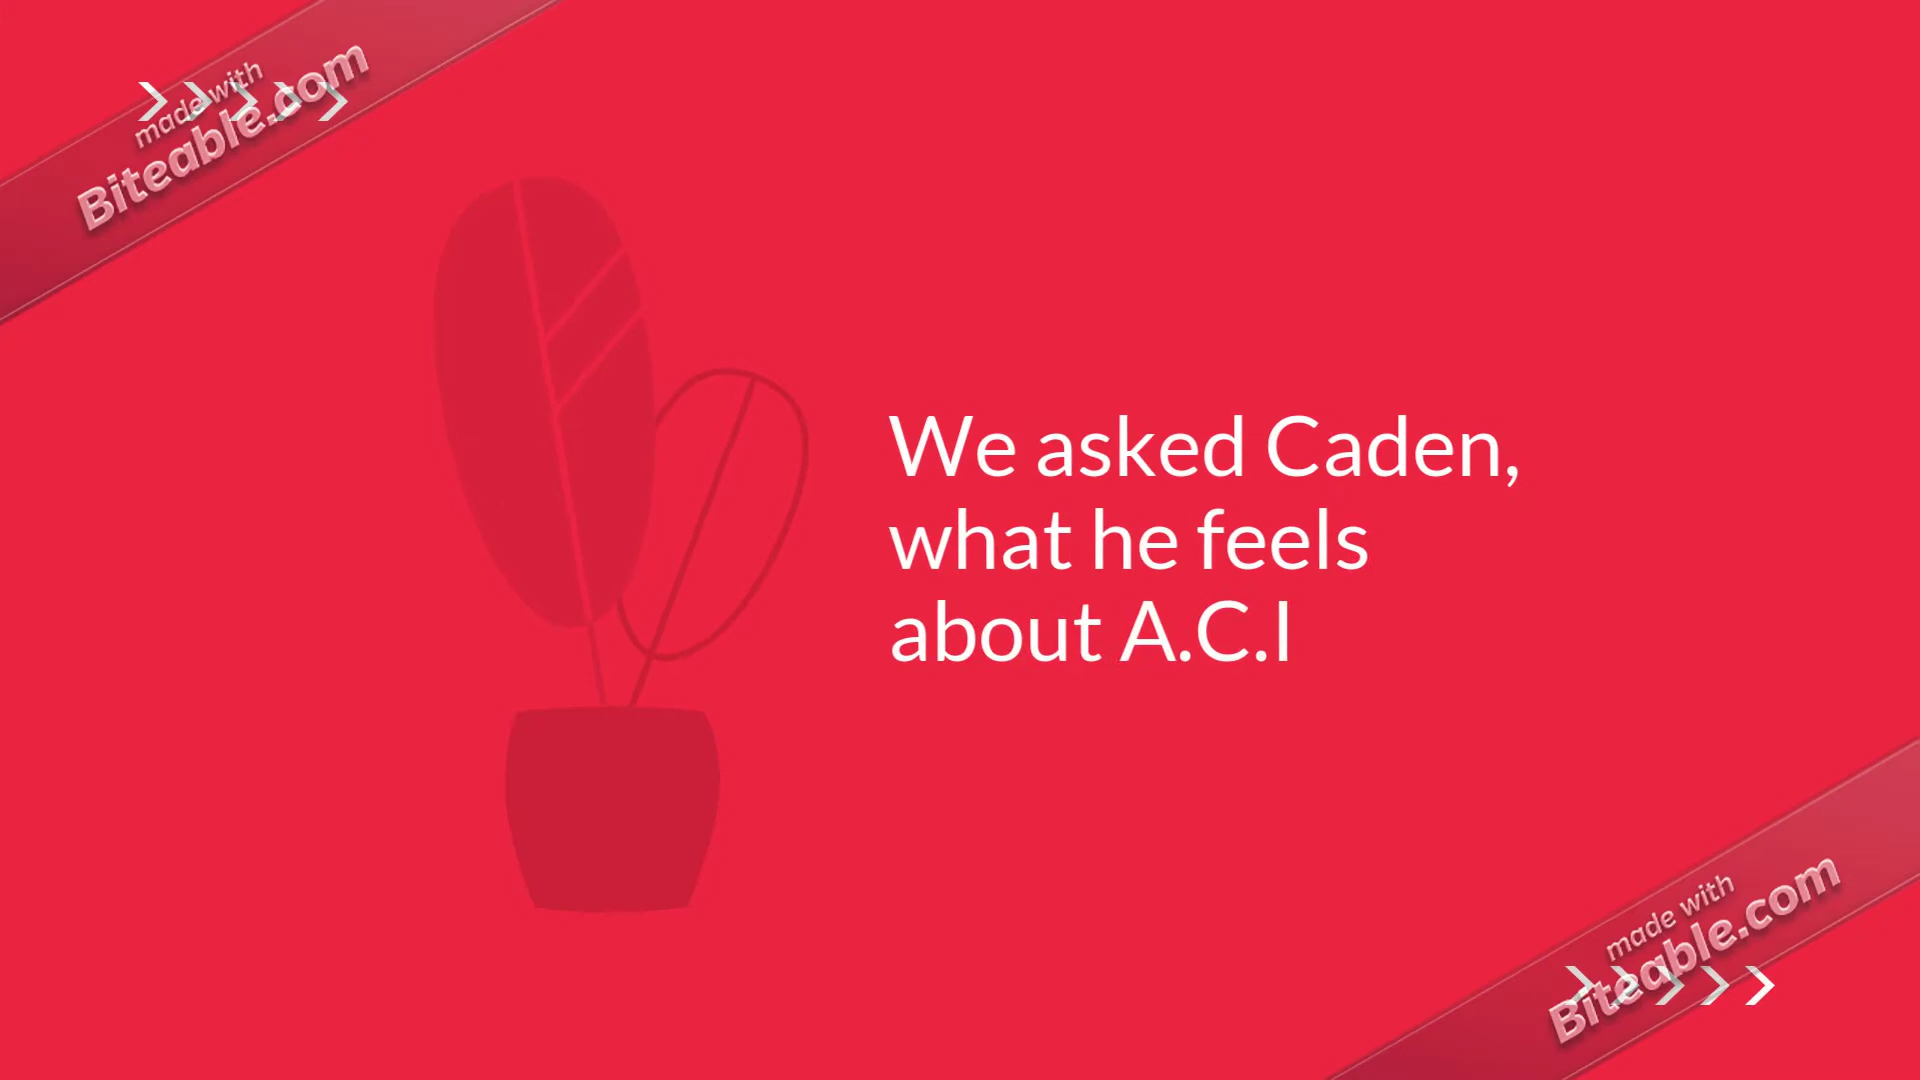 made with
Biteable.com
We asked Caden,
what he feels
about A.C.I
made with
Biteable.com